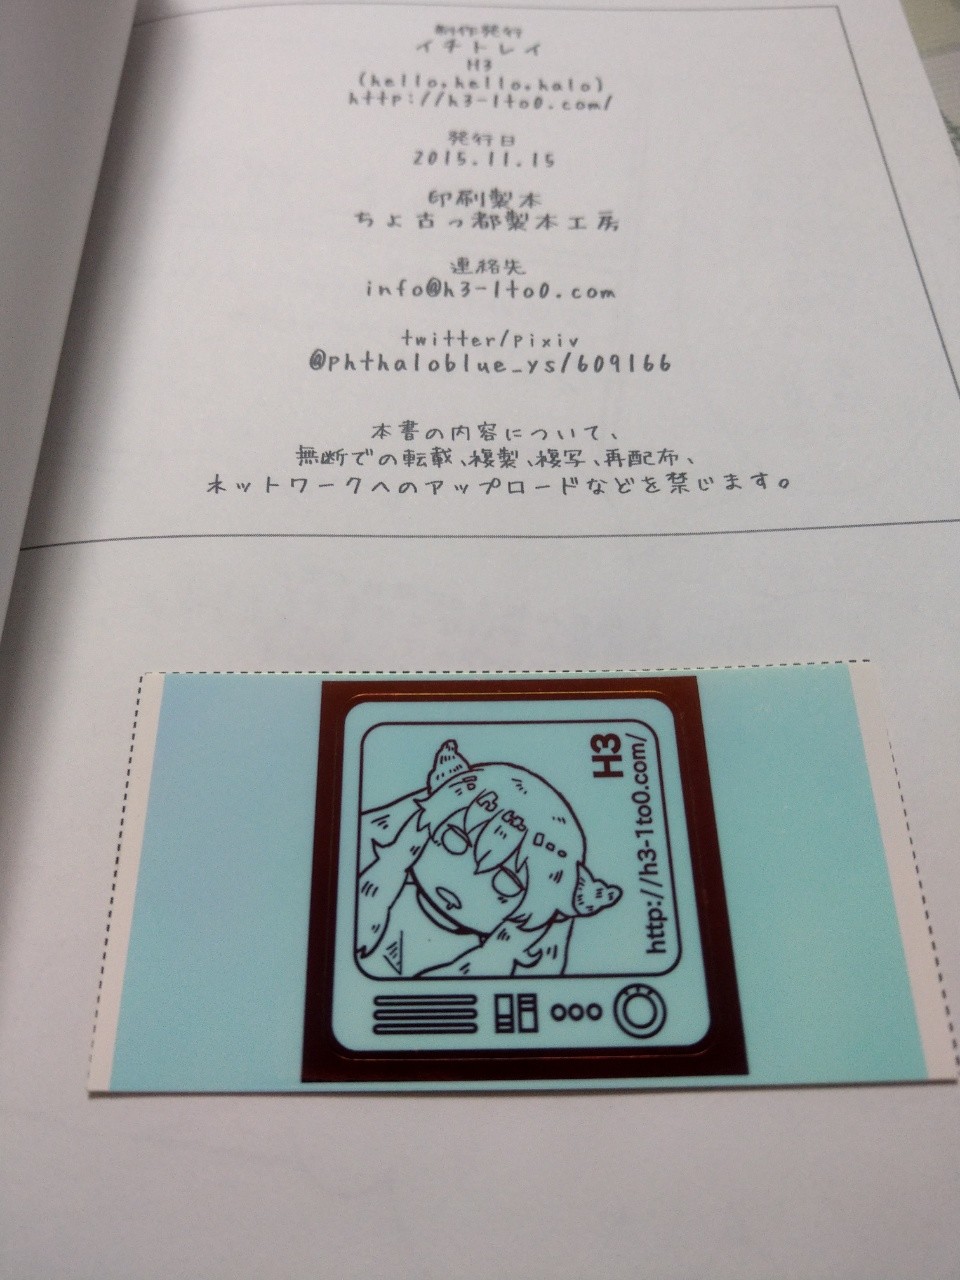 制作発行
イチトレイ
H3
(hello,hello,halo)
http://h3-1to0.com/
発行日
2015.11.15
印刷製本
ちょ古っ都製本工房
連絡先
info@h3-1to0.com
twitter/pixiv
@phthaloblue_ys/609166
本書の内容について、
無断での転載、複製、複写、再配布、
ネットワークへのアップロードなどを禁じます。
H3
http://h3-1to0.com/